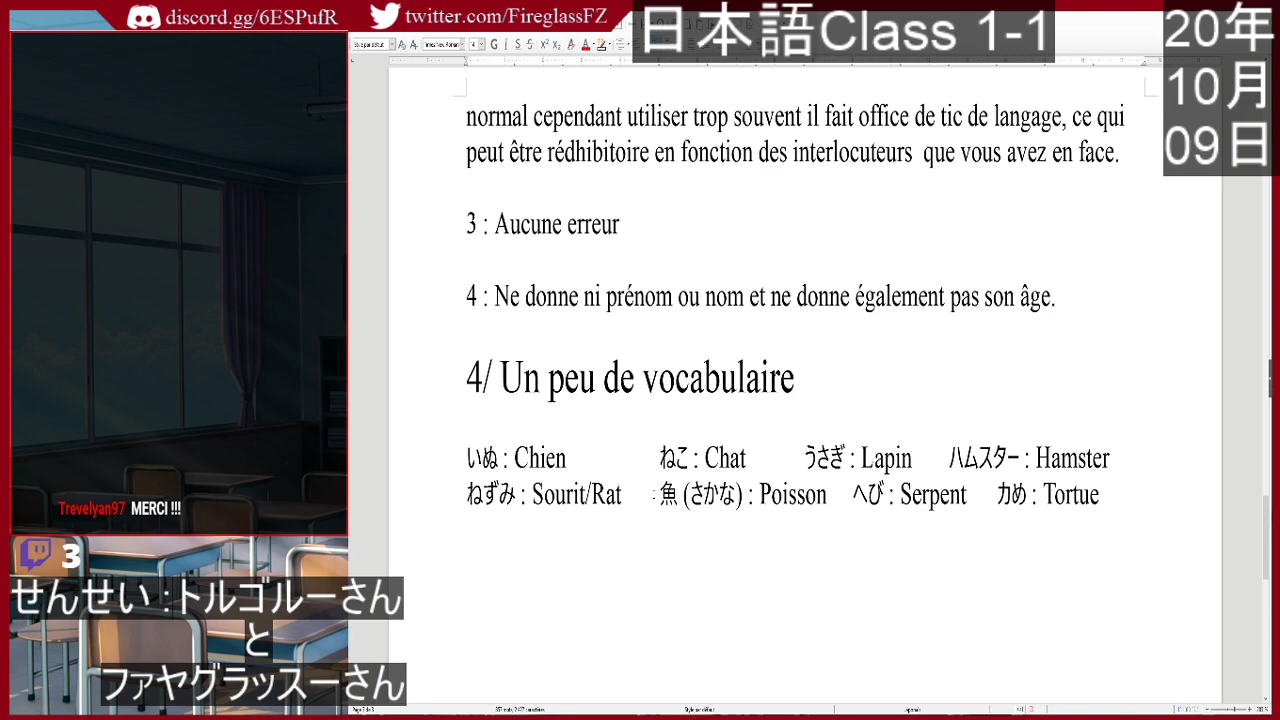 discord.gg/6ESPufR
twitter.com/FireglassFZ
日本語Class 1-1
20年
10月
09日
normal cependant utiliser trop souvent il fait office de tic de langage, ce qui
peut être rédhibitoire en fonction des interlocuteurs que vous avez en face.
3 : Aucune erreur
4 : Ne donne ni prénom ou nom et ne donne également pas son âge.
4/ Un peu de vocabulaire
いぬ : Chien ねこ : Chat うさぎ : Lapin ハムスター : Hamster
ねずみ : Sourit/Rat 魚 (さかな) : Poisson へび : Serpent カめ : Tortue
Trevelyan97 MERCI !!!
3
せんせい :トルゴルーさん
と
ファヤグラッスーさん